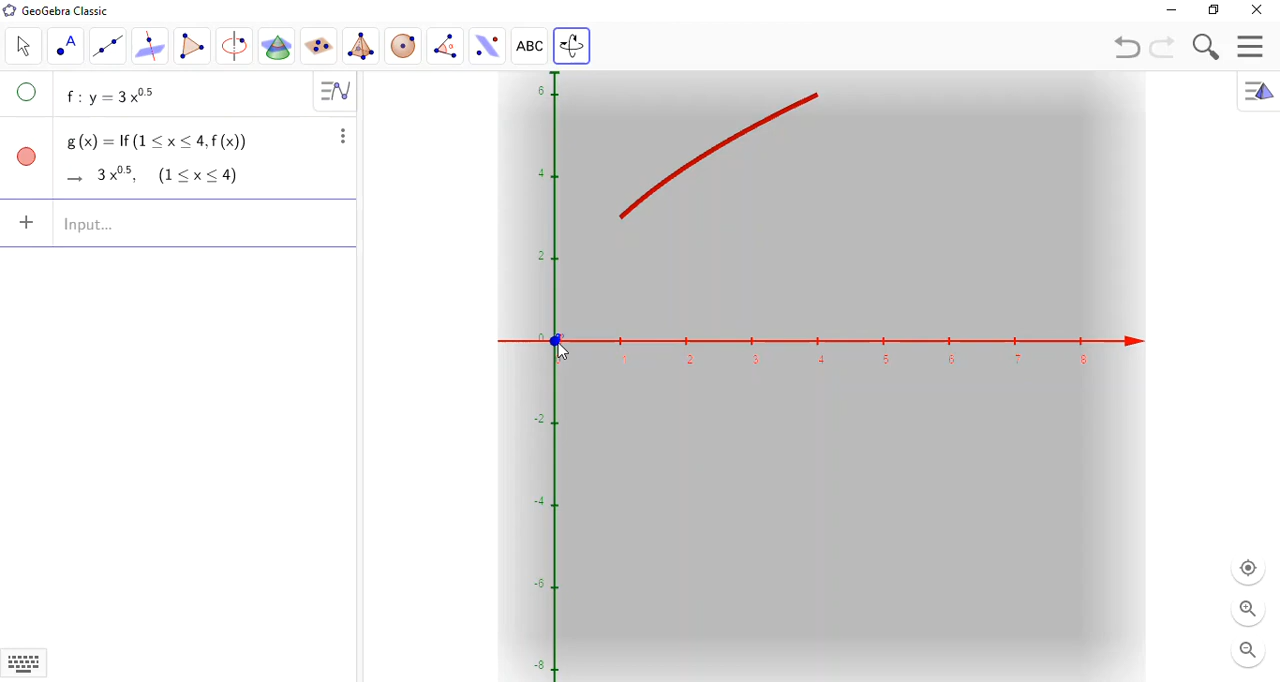 GeoGebra Classic
ABC
f : y = 3 x^0.5
g (x) = If (1 ≤ x ≤ 4, f (x))
→ 3 x^0.5, (1 ≤ x ≤ 4)
+ Input...
6
4
2
0
-2
-4
-6
-8
1 2 3 4 5 6 7 8